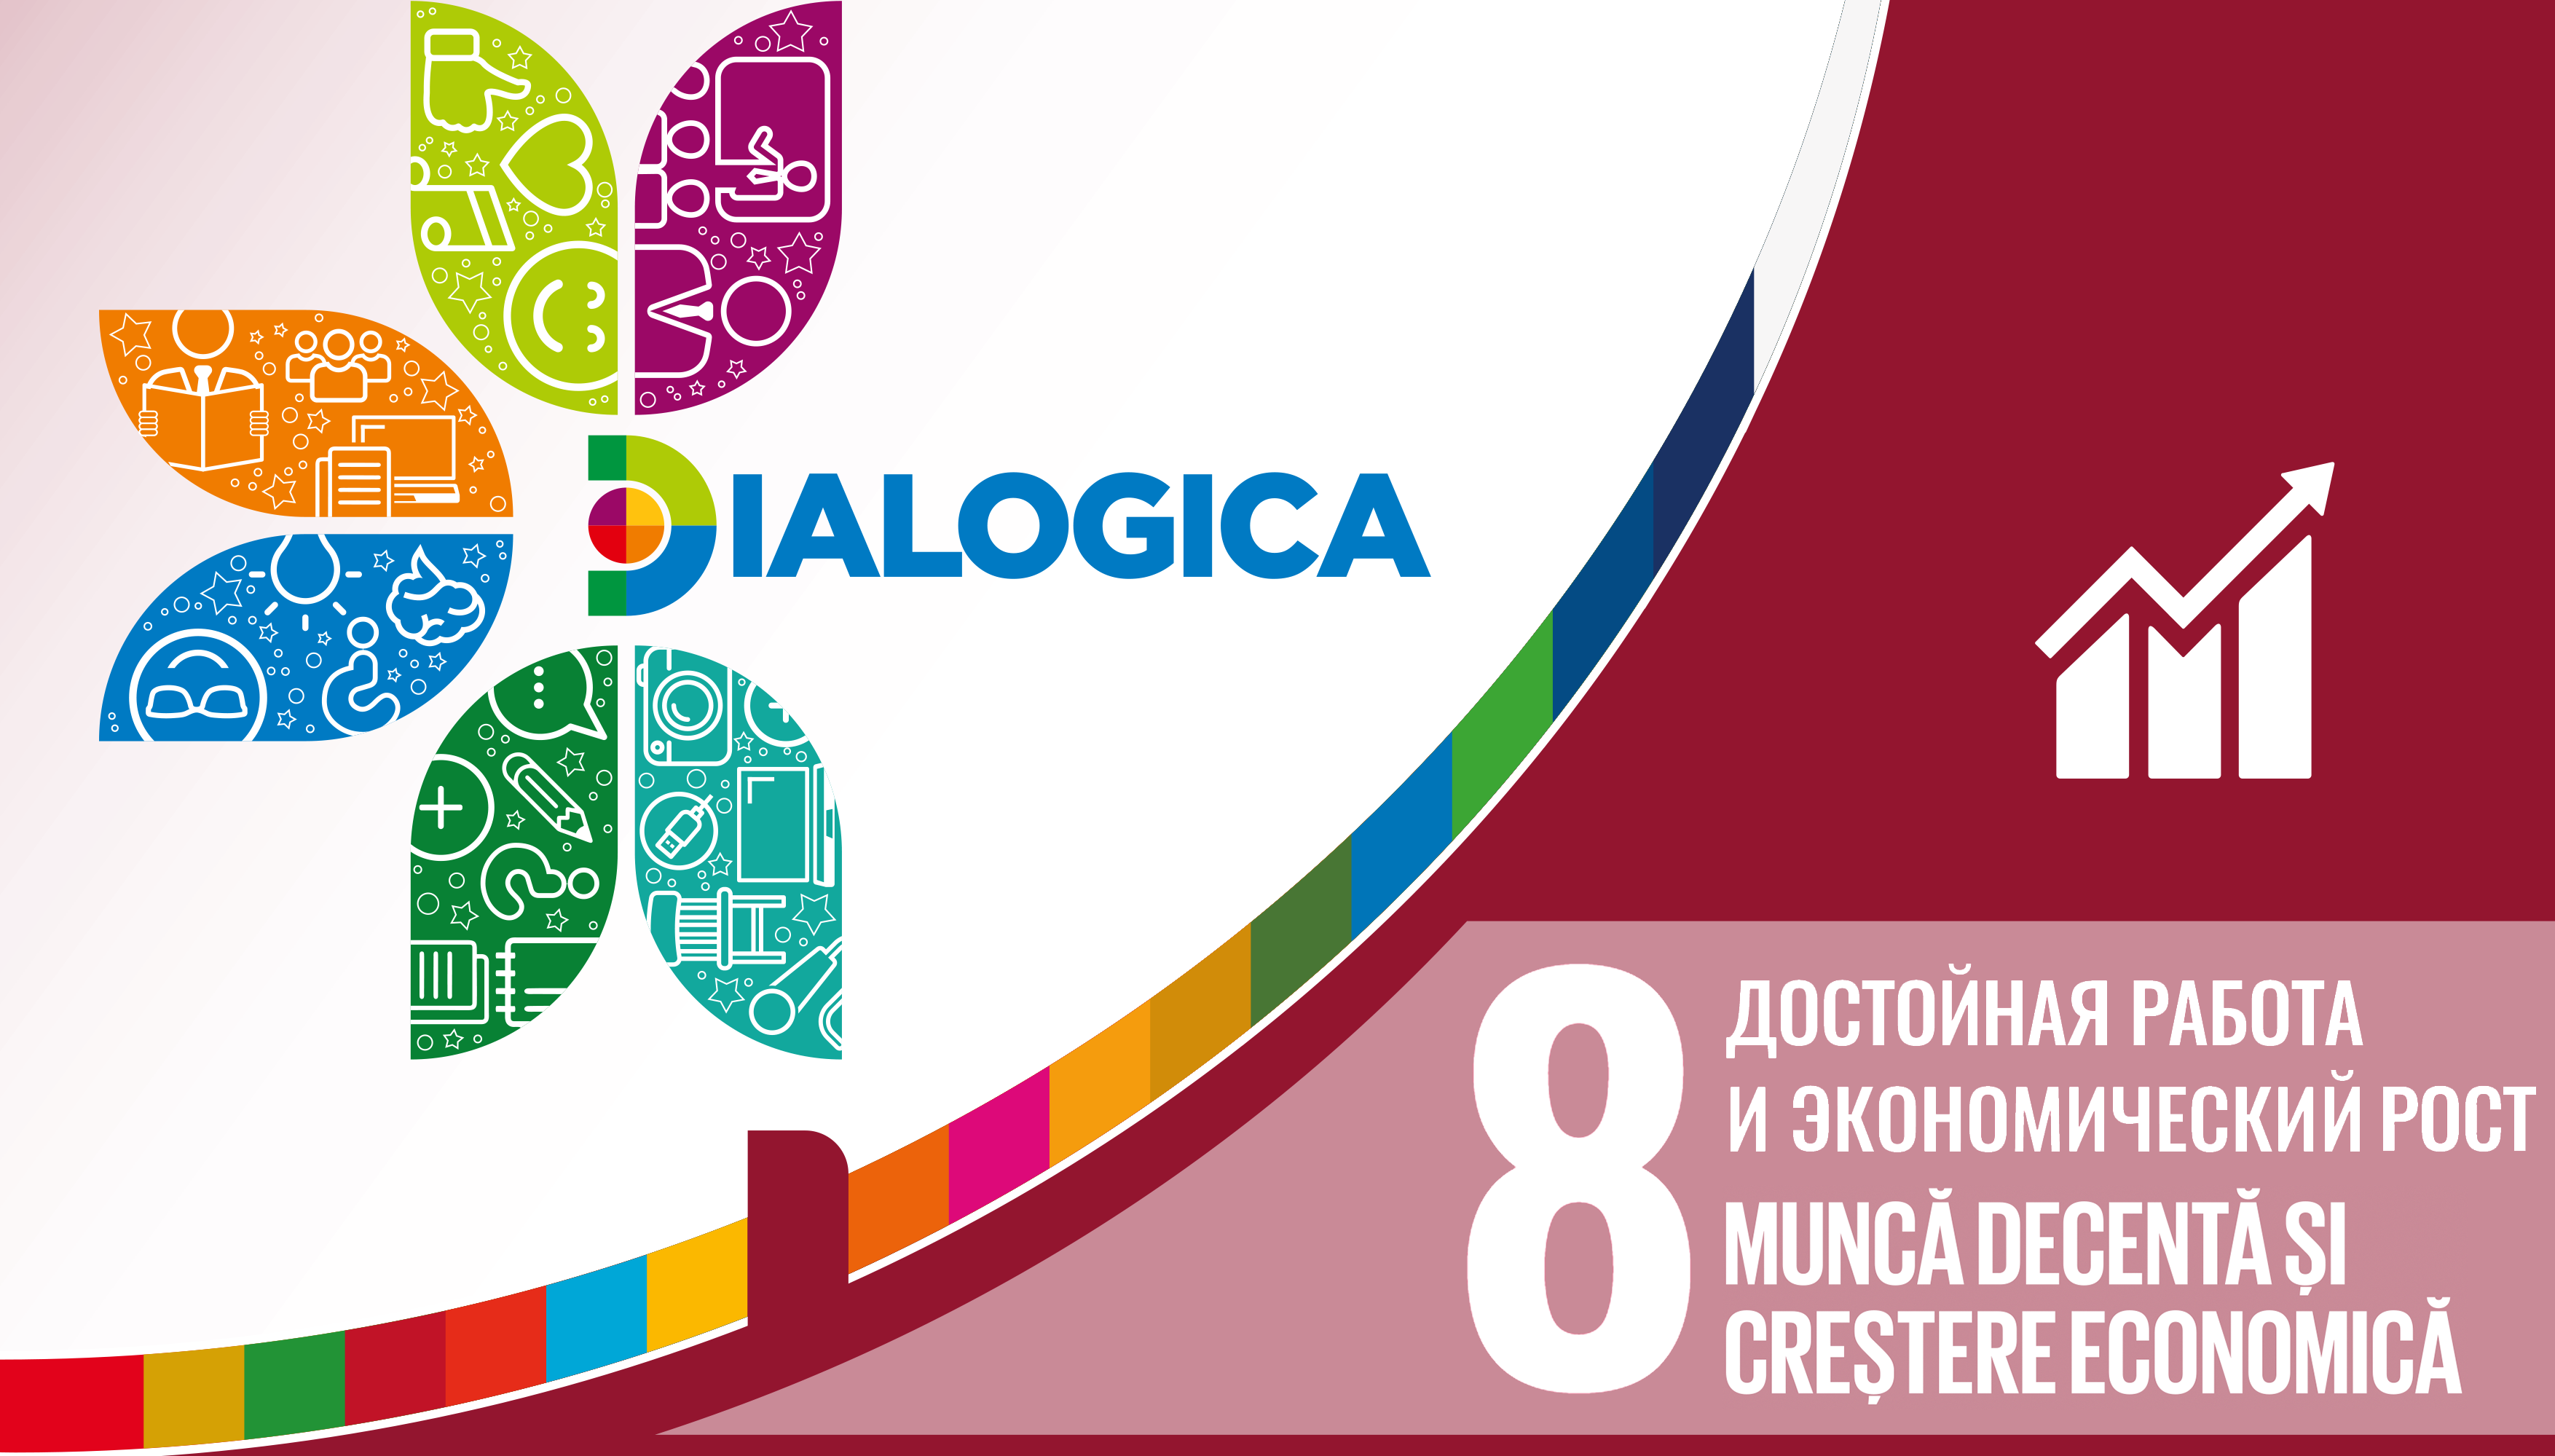 DIALOGICA
8
ДОСТОЙНАЯ РАБОТА
И ЭКОНОМИЧЕСКИЙ РОСТ
MUNCĂ DECENTĂ ȘI
CREȘTERE ECONOMICĂ